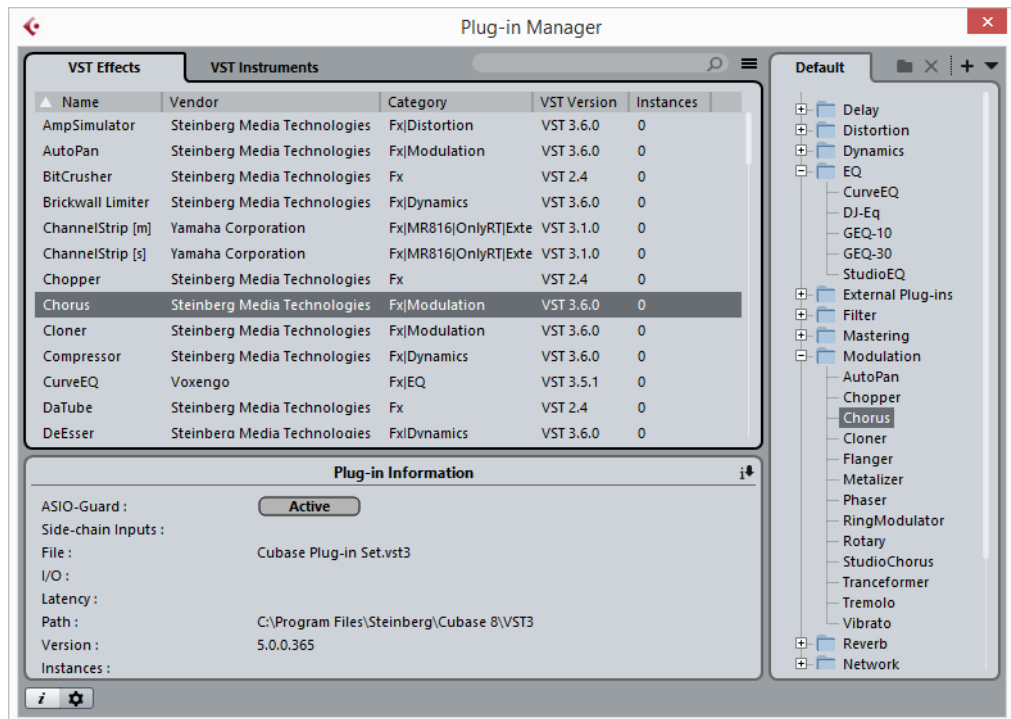 Plug-in Manager
VST Effects
VST Instruments
Name Vendor Category VST Version Instances
AmpSimulator Steinberg Media Technologies Fx|Distortion VST 3.6.0 0
AutoPan Steinberg Media Technologies Fx|Modulation VST 3.6.0 0
BitCrusher Steinberg Media Technologies Fx VST 2.4 0
Brickwall Limiter Steinberg Media Technologies Fx|Dynamics VST 3.6.0 0
ChannelStrip [m] Yamaha Corporation Fx|MR816|OnlyRT|Exte VST 3.1.0 0
ChannelStrip [s] Yamaha Corporation Fx|MR816|OnlyRT|Exte VST 3.1.0 0
Chopper Steinberg Media Technologies Fx VST 2.4 0
Chorus Steinberg Media Technologies Fx|Modulation VST 3.6.0 0
Cloner Steinberg Media Technologies Fx|Modulation VST 3.6.0 0
Compressor Steinberg Media Technologies Fx|Dynamics VST 3.6.0 0
CurveEQ Voxengo Fx|EQ VST 3.5.1 0
DaTube Steinberg Media Technologies Fx VST 2.4 0
DeEsser Steinberg Media Technologies Fx|Dynamics VST 3.6.0 0
Plug-in Information
i
ASIO-Guard : Active
Side-chain Inputs :
File : Cubase Plug-in Set.vst3
I/O :
Latency :
Path : C:\Program Files\Steinberg\Cubase 8\VST3
Version : 5.0.0.365
Instances :
i
Default
Delay
Distortion
Dynamics
EQ
CurveEQ
DJ-Eq
GEQ-10
GEQ-30
StudioEQ
External Plug-ins
Filter
Mastering
Modulation
AutoPan
Chopper
Chorus
Cloner
Flanger
Metalizer
Phaser
RingModulator
Rotary
StudioChorus
Tranceformer
Tremolo
Vibrato
Reverb
Network